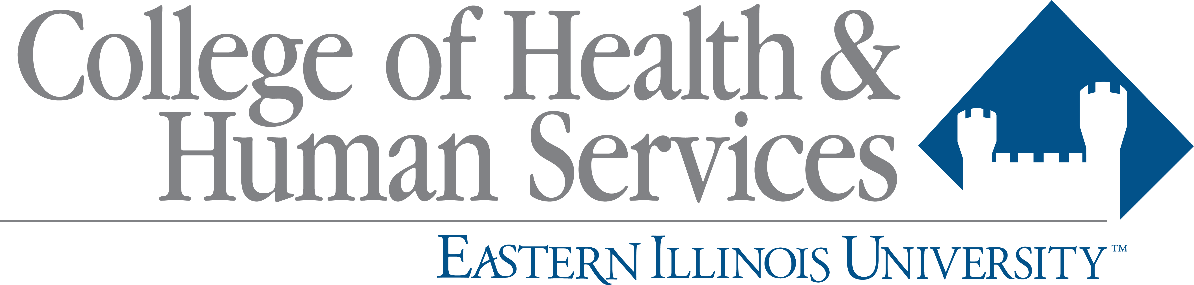 College of Health &
Human Services
EASTERN ILLINOIS UNIVERSITY™